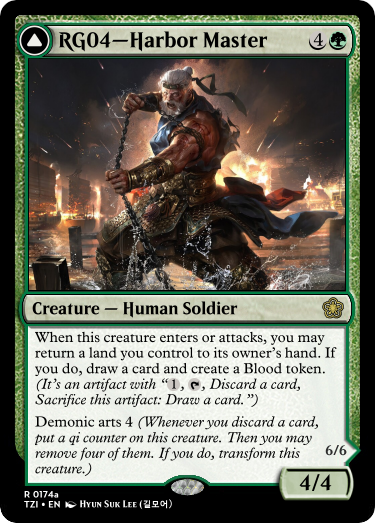 RG04—Harbor Master 4
Creature — Human Soldier
When this creature enters or attacks, you may
return a land you control to its owner's hand. If
you do, draw a card and create a Blood token.
(It's an artifact with “1, , Discard a card,
Sacrifice this artifact: Draw a card.”)
Demonic arts 4 (Whenever you discard a card,
put a qi counter on this creature. Then you may
remove four of them. If you do, transform this
creature.)
6/6
4/4
R 0174a
TZI • EN Hyun Suk Lee (길모어)